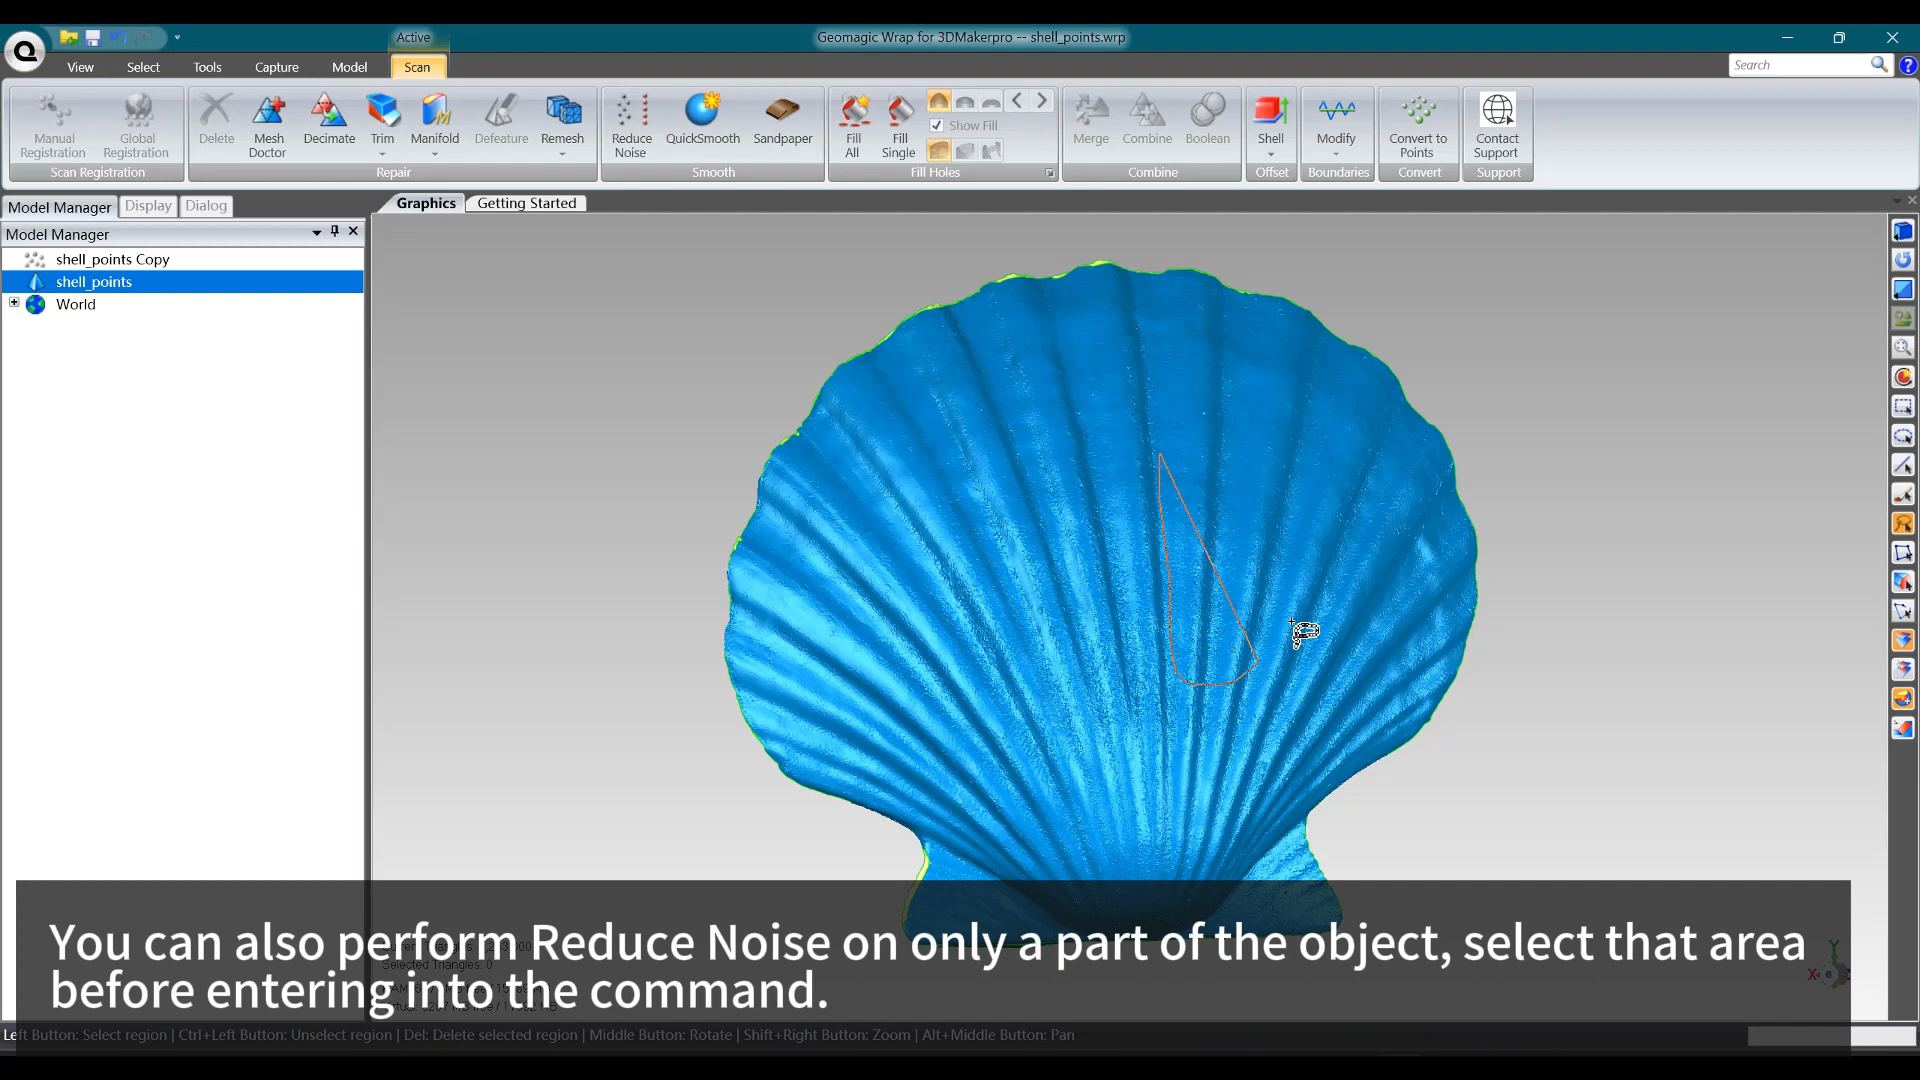 Active
Geomagic Wrap for 3DMakerpro -- shell_points.wrp
View Select Tools Capture Model Scan
Search
Manual Registration
Global Registration
Scan Registration
Delete
Mesh Doctor
Decimate
Trim
Manifold
Defeature
Remesh
Repair
Reduce Noise
QuickSmooth
Sandpaper
Smooth
Fill All
Fill Single
Show Fill
Fill Holes
Merge
Combine
Boolean
Combine
Shell
Offset
Modify
Boundaries
Convert to Points
Convert
Contact Support
Support
Model Manager Display Dialog
Graphics Getting Started
Model Manager
shell_points Copy
shell_points
World
You can also perform Reduce Noise on only a part of the object, select that area
before entering into the command.
Selected Triangles: 0
Y
X
Left Button: Select region | Ctrl+Left Button: Unselect region | Del: Delete selected region | Middle Button: Rotate | Shift+Right Button: Zoom | Alt+Middle Button: Pan